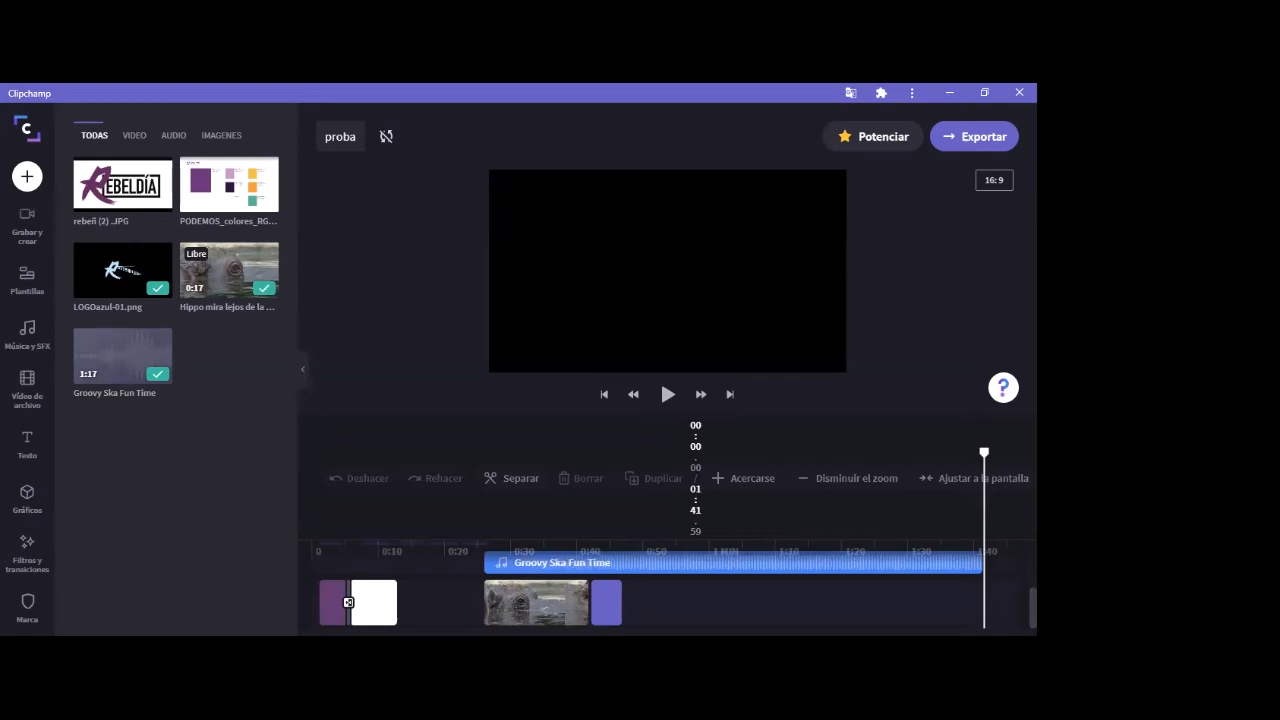 Clipchamp
TODAS VIDEO AUDIO IMAGENES
proba
Potenciar
Exportar
16:9
REBELDÍA
rebeñ (2) .JPG
PODEMOS_colores_RG...
LOGOazul-01.png
Libre
0:17
Hippo mira lejos de la ...
1:17
Groovy Ska Fun Time
Grabar y
crear
Plantillas
Música y SFX
Vídeo de
archivo
Texto
Gráficos
Filtros y
transiciones
Marca
?
00
:
00
.
00
/
01
:
41
.
59
Deshacer Rehacer Separar Borrar Duplicar Acercarse Disminuir el zoom Ajustar a la pantalla
0 0:10 0:20 0:30 0:40 0:50 1 MIN 1:10 1:20 1:30 1:40
Groovy Ska Fun Time